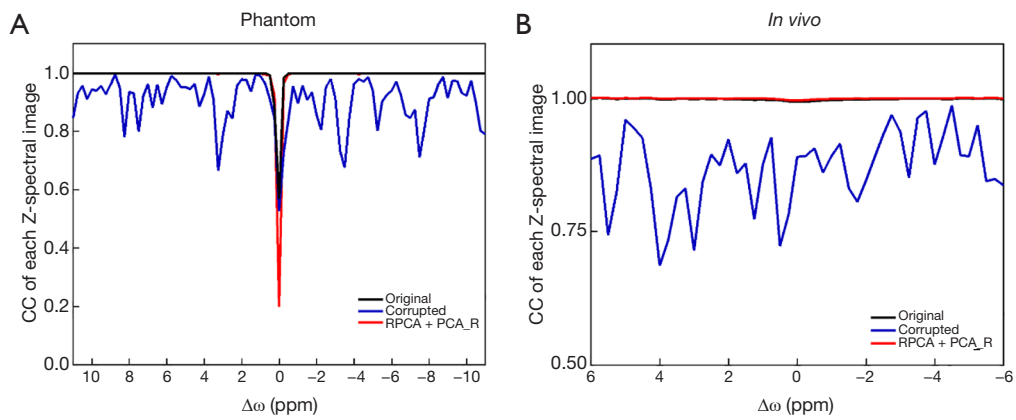 A
Phantom
CC of each Z-spectral image
1.0
0.8
0.6
0.4
0.2
0.0
Original
Corrupted
RPCA + PCA_R
10 8 6 4 2 0 −2 −4 −6 −8 −10
Δω (ppm)
B
In vivo
CC of each Z-spectral image
1.00
0.75
0.50
Original
Corrupted
RPCA + PCA_R
6 4 2 0 −2 −4 −6
Δω (ppm)